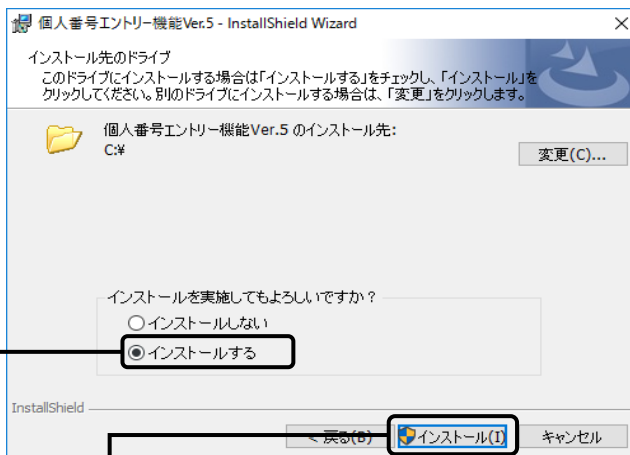 個人番号エントリー機能Ver.5 - InstallShield Wizard
インストール先のドライブ
このドライブにインストールする場合は「インストールする」をチェックし、「インストール」を
クリックしてください。別のドライブにインストールする場合は、「変更」をクリックします。
個人番号エントリー機能Ver.5 のインストール先:
C:¥
変更(C)...
インストールを実施してもよろしいですか？
インストールしない
インストールする
InstallShield
< 戻る(B)
インストール(I)
キャンセル